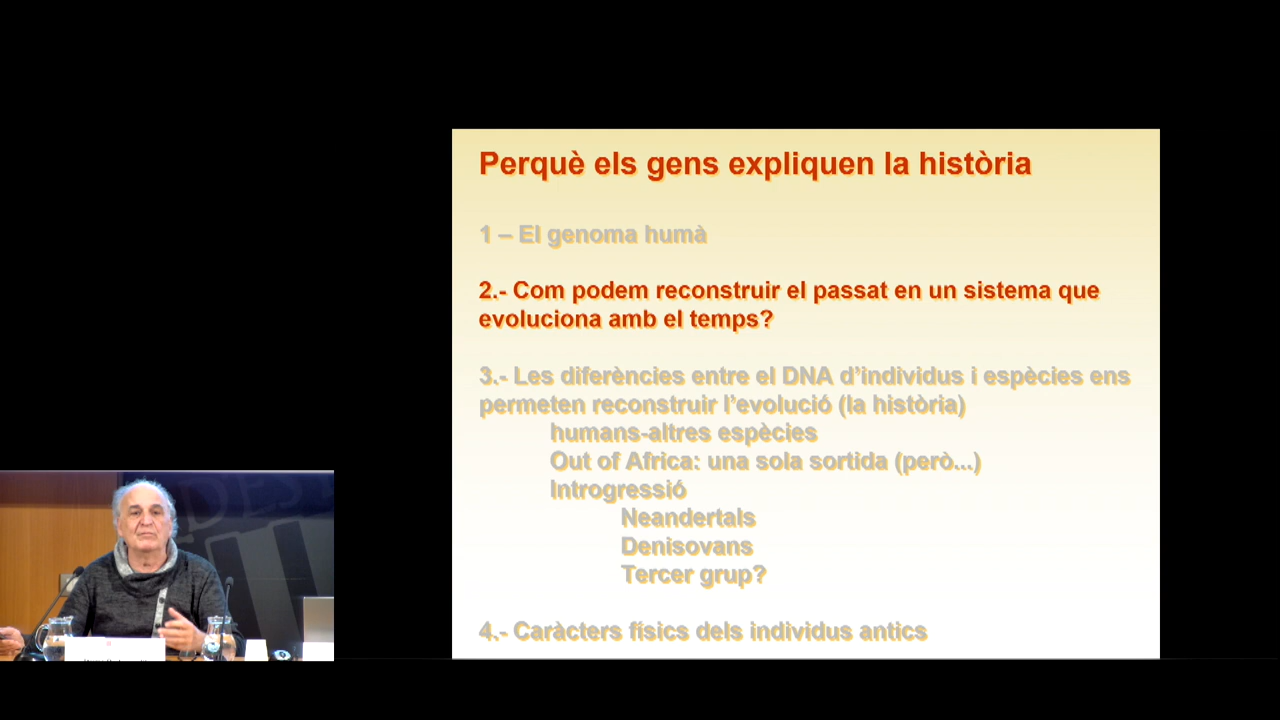 Perquè els gens expliquen la història
1 – El genoma humà
2.- Com podem reconstruir el passat en un sistema que
evoluciona amb el temps?
3.- Les diferències entre el DNA d’individus i espècies ens
permeten reconstruir l’evolució (la història)
humans-altres espècies
Out of Africa: una sola sortida (però...)
Introgressió
Neandertals
Denisovans
Tercer grup?
4.- Caràcters físics dels individus antics